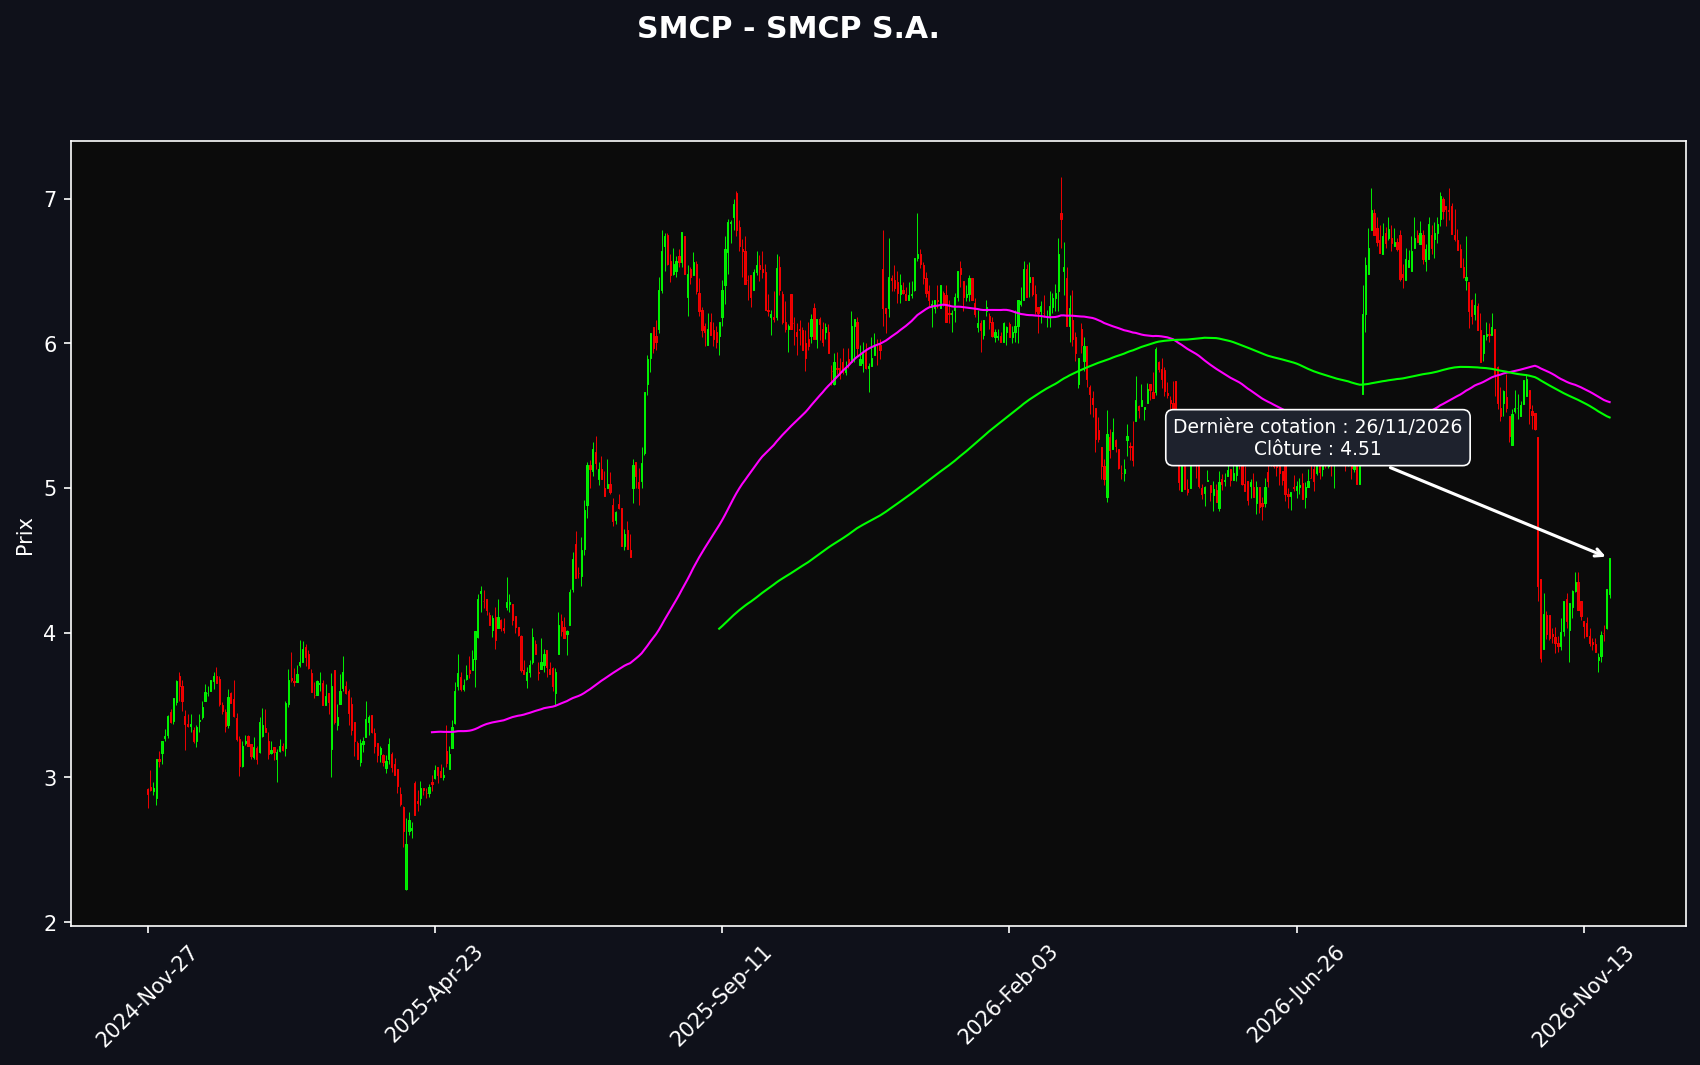 SMCP - SMCP S.A.
7
6
5
4
3
2
Prix
Dernière cotation : 26/11/2026
Clôture : 4.51
2024-Nov-27
2025-Apr-23
2025-Sep-11
2026-Feb-03
2026-Jun-26
2026-Nov-13